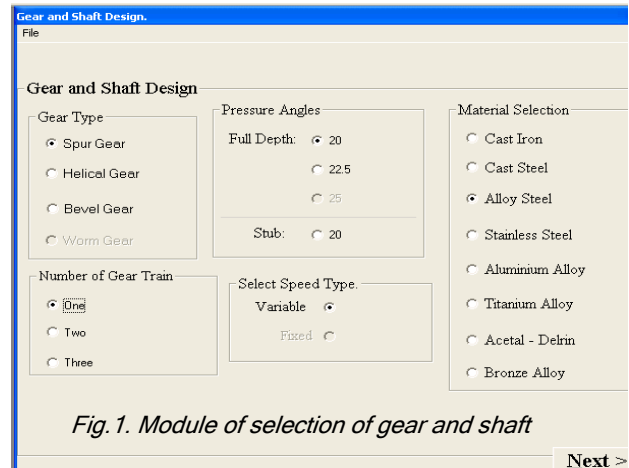 Gear and Shaft Design.
File
Gear and Shaft Design
Gear Type
Spur Gear
Helical Gear
Bevel Gear
Worm Gear
Pressure Angles
Full Depth: 20
22.5
25
Stub: 20
Material Selection
Cast Iron
Cast Steel
Alloy Steel
Stainless Steel
Aluminium Alloy
Titanium Alloy
Acetal - Delrin
Bronze Alloy
Number of Gear Train
One
Two
Three
Select Speed Type.
Variable
Fixed
Fig.1. Module of selection of gear and shaft
Next >